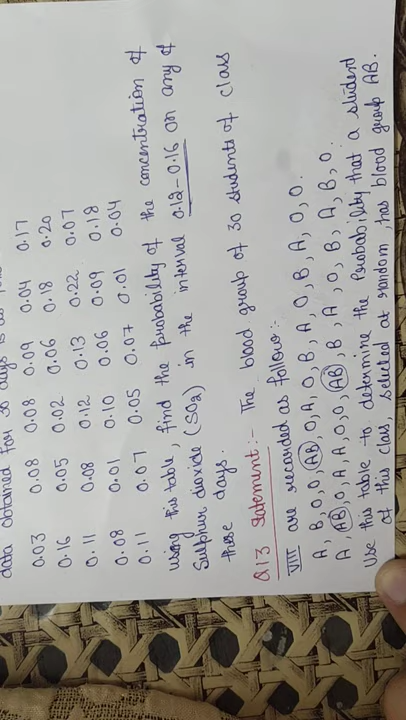 data obtained for 30 days is as
0.03 0.08 0.08 0.09 0.04 0.17
0.16 0.05 0.02 0.06 0.18 0.20
0.11 0.08 0.12 0.13 0.22 0.07
0.08 0.01 0.10 0.06 0.09 0.18
0.11 0.07 0.05 0.07 0.01 0.04
using this table, find the probability of the concentration of
Sulphur dioxide (SO2) in the interval 0.12-0.16 on any of
these days.
Q13 Statement:- The blood group of 30 students of class
VIII are recorded as follow:-
A, B, O, O, AB, O, A, O, B, A, O, B, A, O, O.
A, AB, O, A, A, O, O, AB, B, A, O, B, A, B, O.
Use this table to determine the Probability that a student
of this class, selected at random, has blood group AB.